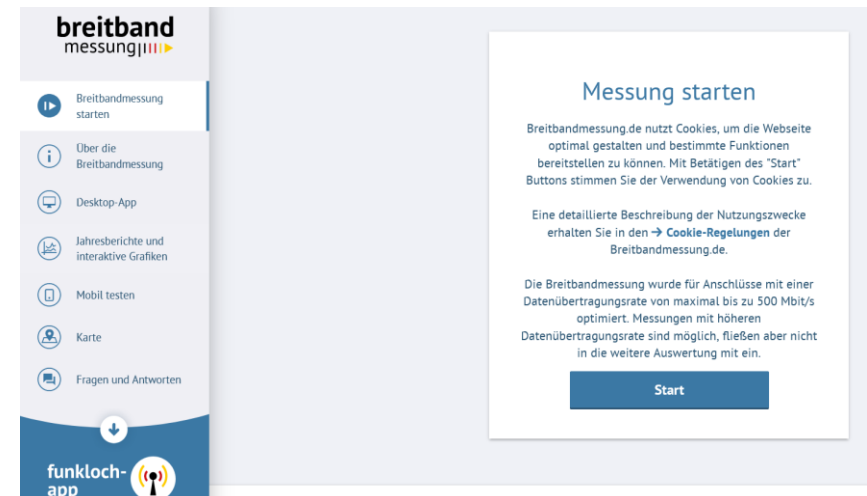 breitband
messung
Breitbandmessung
starten
Über die
Breitbandmessung
Desktop-App
Jahresberichte und
interaktive Grafiken
Mobil testen
Karte
Fragen und Antworten
funkloch-
app
Messung starten
Breitbandmessung.de nutzt Cookies, um die Webseite
optimal gestalten und bestimmte Funktionen
bereitstellen zu können. Mit Betätigen des "Start"
Buttons stimmen Sie der Verwendung von Cookies zu.
Eine detaillierte Beschreibung der Nutzungszwecke
erhalten Sie in den → Cookie-Regelungen der
Breitbandmessung.de.
Die Breitbandmessung wurde für Anschlüsse mit einer
Datenübertragungsrate von maximal bis zu 500 Mbit/s
optimiert. Messungen mit höheren
Datenübertragungsrate sind möglich, fließen aber nicht
in die weitere Auswertung mit ein.
Start